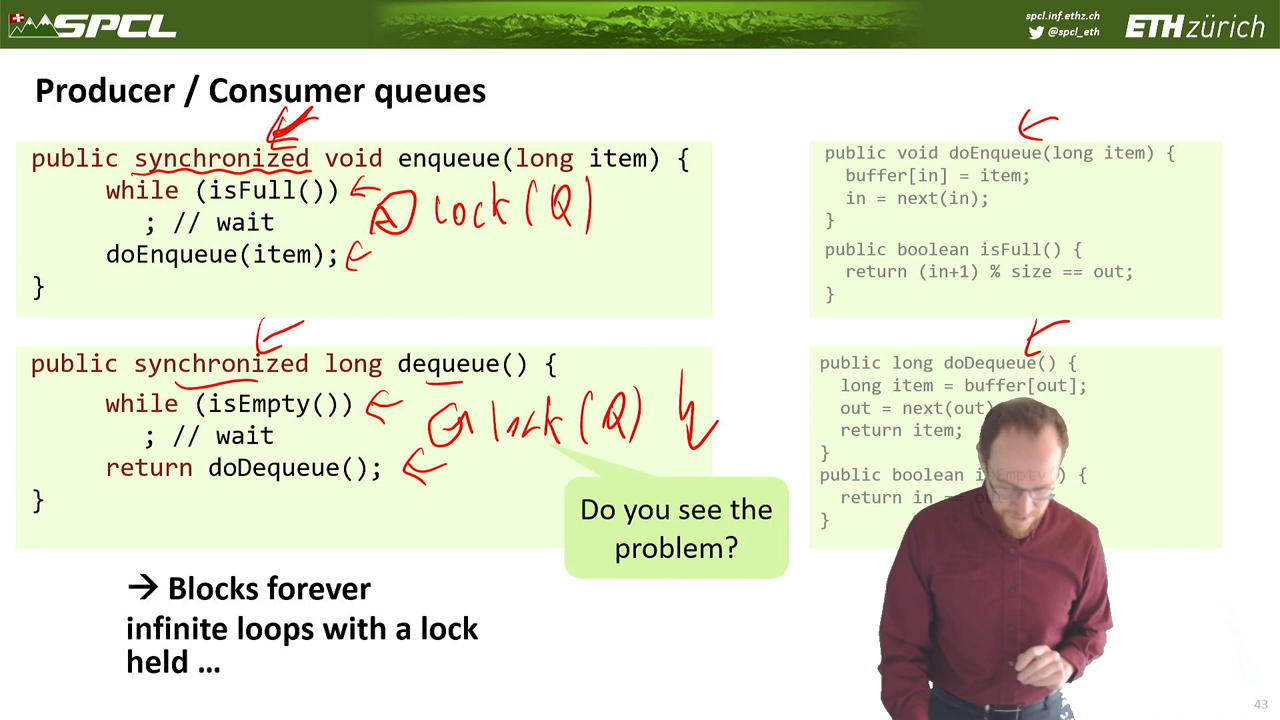 SPCL
spcl.inf.ethz.ch
@spcl_eth
ETH zürich
Producer / Consumer queues
public synchronized void enqueue(long item) {
while (isFull())
; // wait
doEnqueue(item);
}
A lock(Q)
public void doEnqueue(long item) {
buffer[in] = item;
in = next(in);
}
public boolean isFull() {
return (in+1) % size == out;
}
public synchronized long dequeue() {
while (isEmpty())
; // wait
return doDequeue();
}
lock(Q)
public long doDequeue() {
long item = buffer[out];
out = next(out)
return item;
}
public boolean {
return in
}
Do you see the
problem?
→ Blocks forever
infinite loops with a lock
held …
43